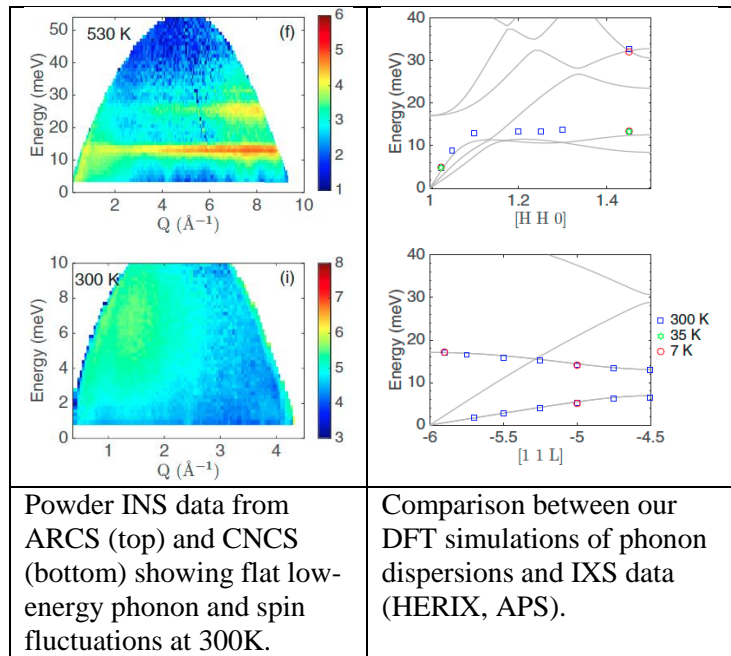 530 K
(f)
Energy (meV)
50
40
30
20
10
0
2 4 6 8 10
Q (Å⁻¹)
6
5
4
3
2
1
Energy (meV)
40
30
20
10
0
1 1.2 1.4
[H H 0]
300 K
(i)
Energy (meV)
10
8
6
4
2
0
1 2 3 4
Q (Å⁻¹)
8
7
6
5
4
3
Energy (meV)
40
30
20
10
0
-6 -5.5 -5 -4.5
[1 1 L]
300 K
35 K
7 K
Powder INS data from
ARCS (top) and CNCS
(bottom) showing flat low-
energy phonon and spin
fluctuations at 300K.
Comparison between our
DFT simulations of phonon
dispersions and IXS data
(HERIX, APS).